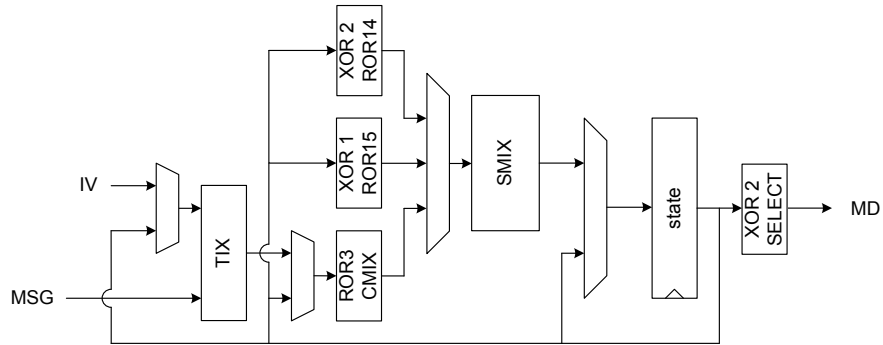 XOR 2
ROR14
XOR 1
ROR15
SMIX
IV
TIX
ROR3
CMIX
state
XOR 2
SELECT
MD
MSG